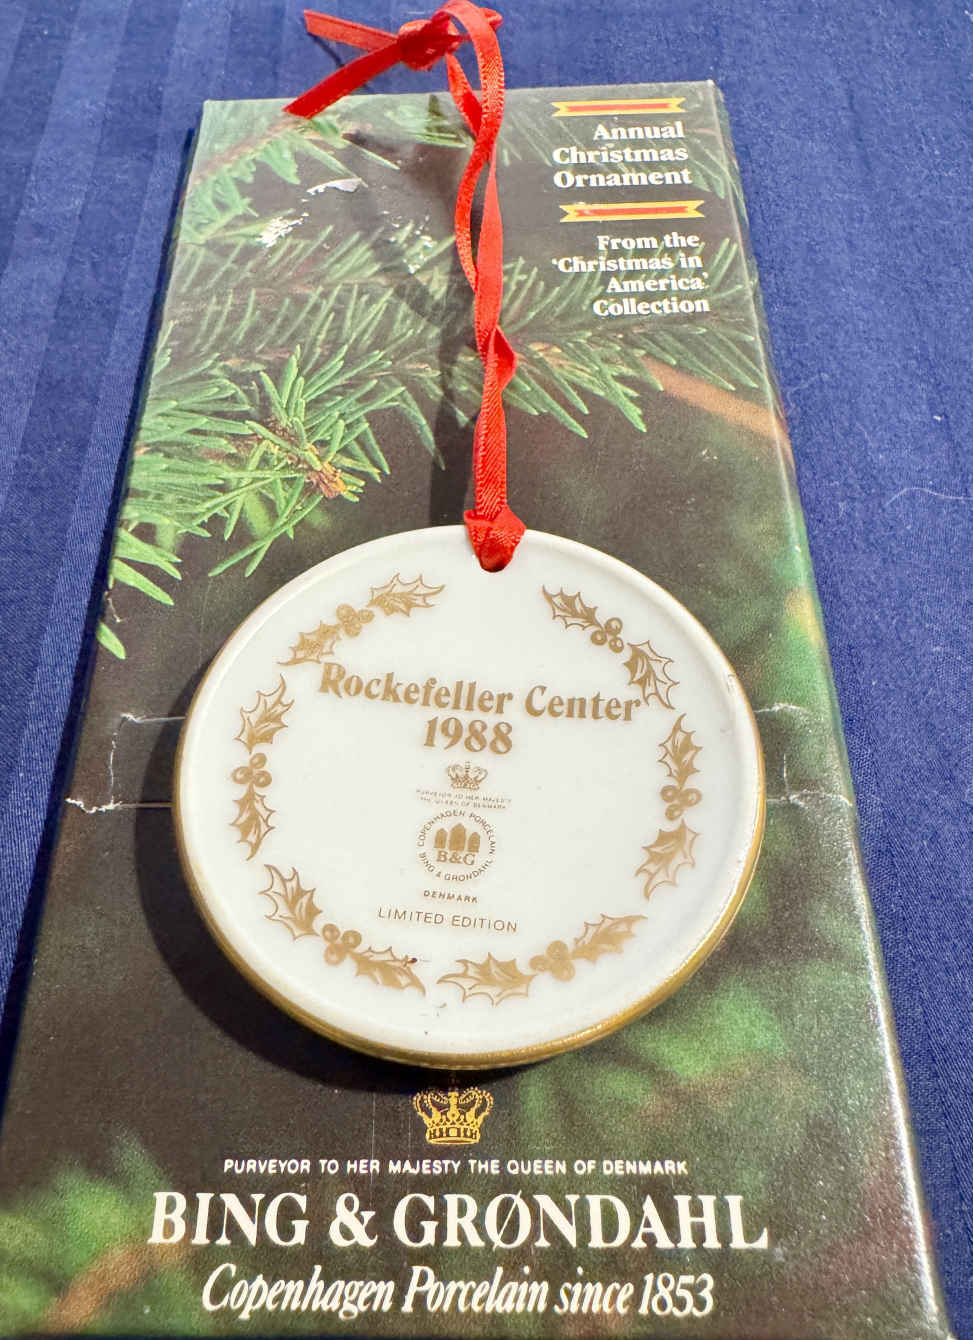 Annual
Christmas
Ornament
From the
'Christmas in
America'
Collection
Rockefeller Center
1988
PURVEYOR TO HER MAJESTY
THE QUEEN OF DENMARK
COPENHAGEN PORCELAIN
B&G
BING & GRØNDAHL
DENMARK
LIMITED EDITION
PURVEYOR TO HER MAJESTY THE QUEEN OF DENMARK
BING & GRØNDAHL
Copenhagen Porcelain since 1853